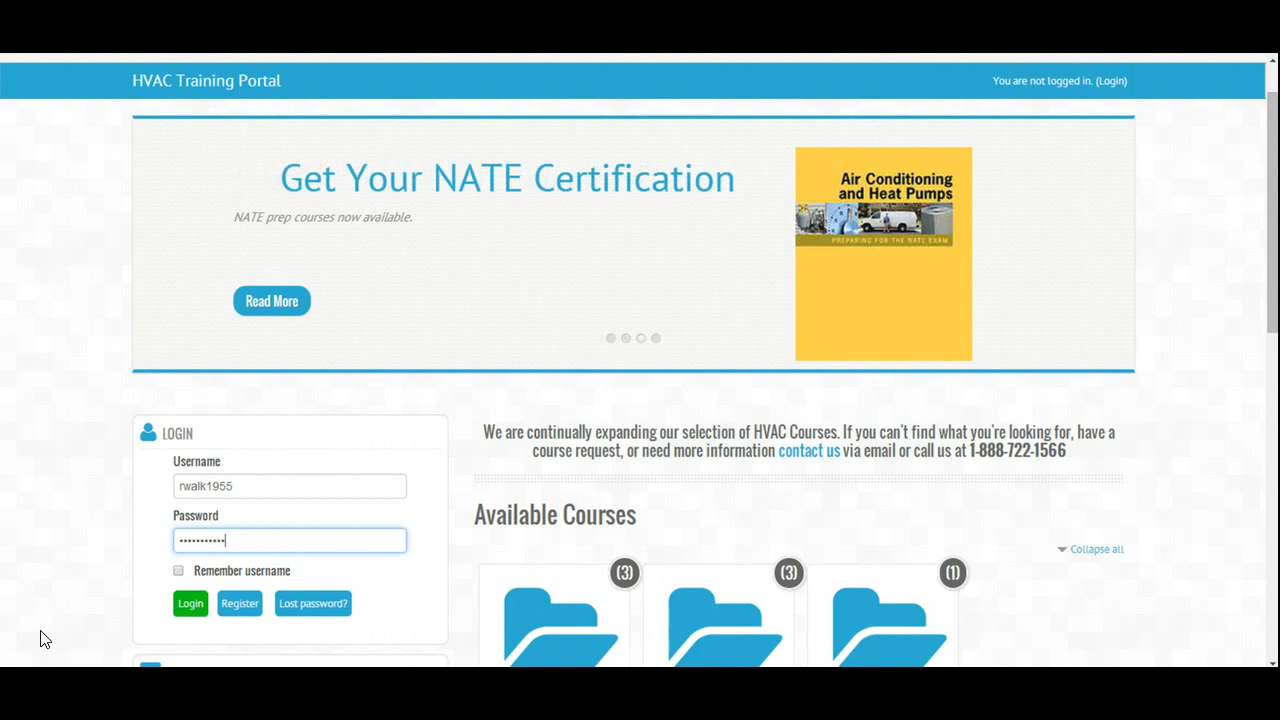 HVAC Training Portal
You are not logged in. (Login)
Get Your NATE Certification
NATE prep courses now available.
Read More
Air Conditioning
and Heat Pumps
PREPARING FOR THE NATE EXAM
LOGIN
Username
rwalk1955
Password
•••••••••••
Remember username
Login
Register
Lost password?
We are continually expanding our selection of HVAC Courses. If you can't find what you're looking for, have a
course request, or need more information contact us via email or call us at 1-888-722-1566
Available Courses
Collapse all
(3)
(3)
(1)